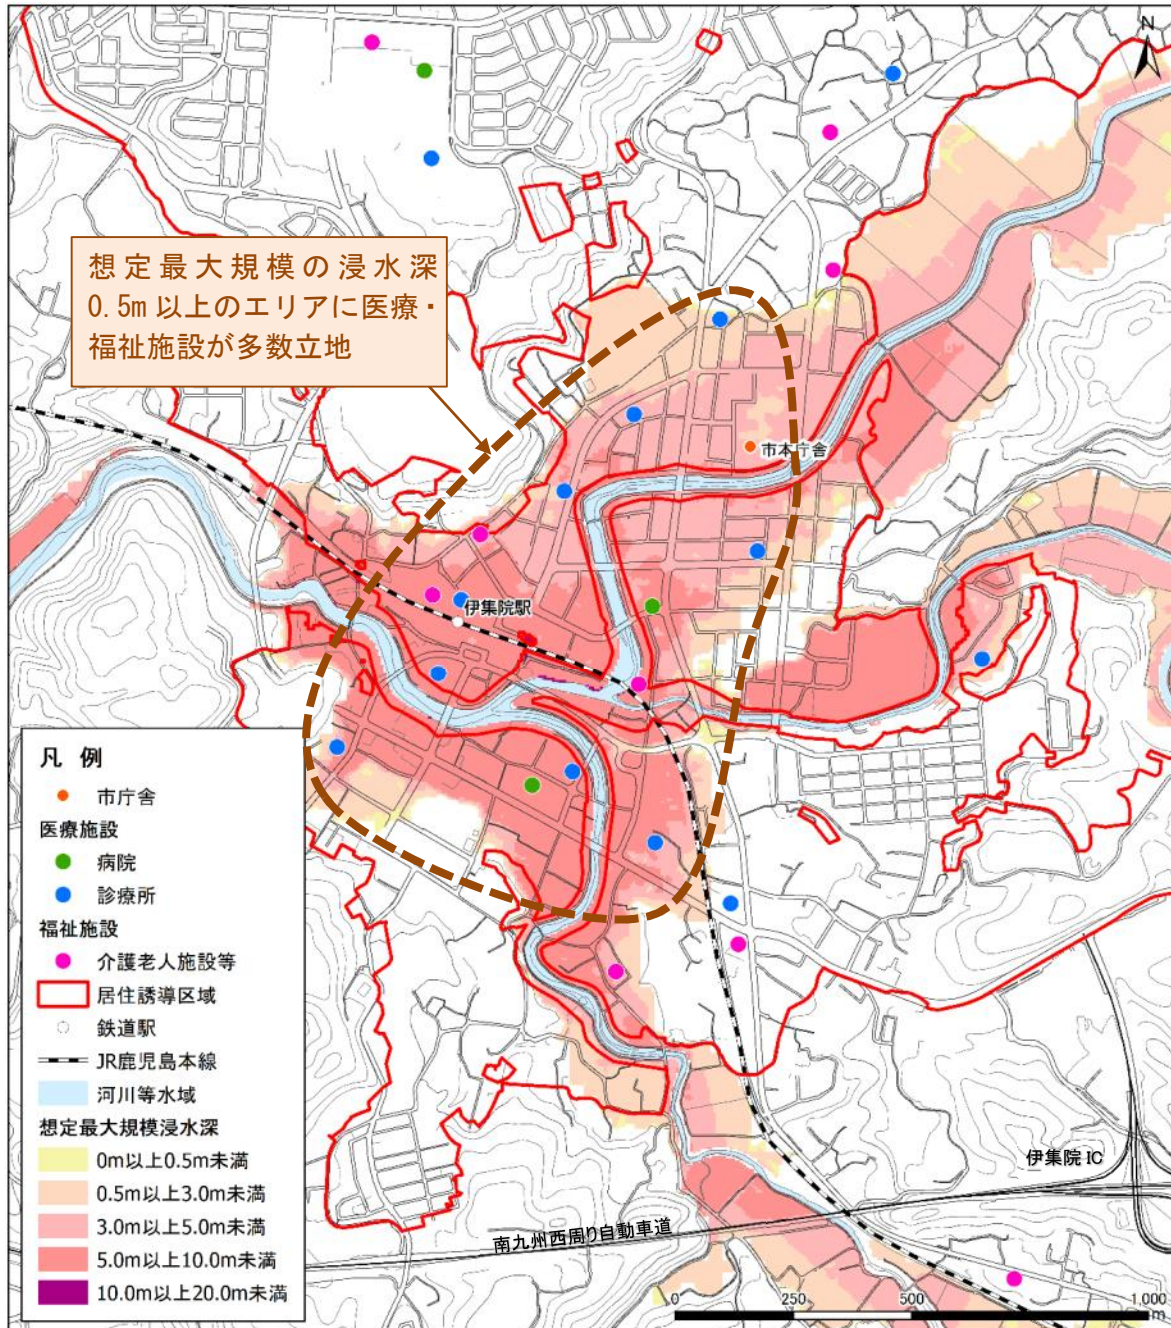 N
想定最大規模の浸水深
0.5m以上のエリアに医療・
福祉施設が多数立地
市本庁舎
伊集院駅
凡 例
市庁舎
医療施設
病院
診療所
福祉施設
介護老人施設等
居住誘導区域
鉄道駅
JR鹿児島本線
河川等水域
想定最大規模浸水深
0m以上0.5m未満
0.5m以上3.0m未満
3.0m以上5.0m未満
5.0m以上10.0m未満
10.0m以上20.0m未満
伊集院IC
南九州西周り自動車道
0 250 500 1,000
m